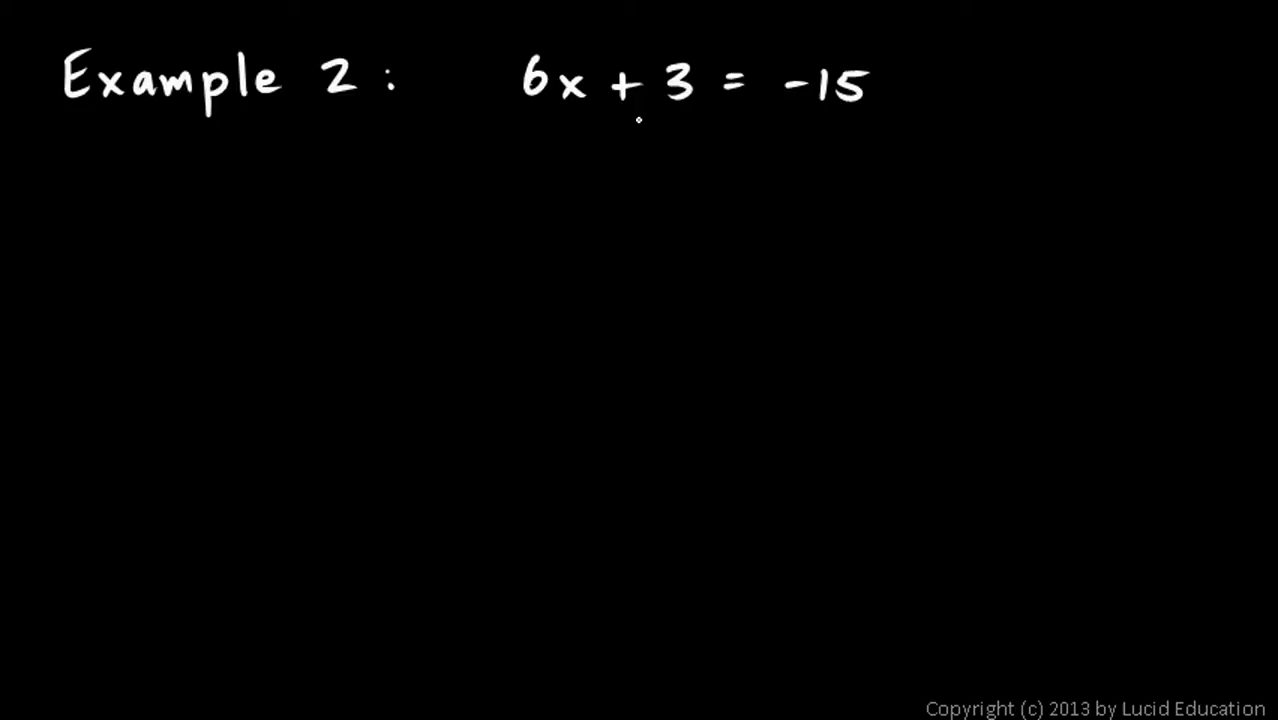 Example 2 : 6x + 3 = -15
Copyright (c) 2013 by Lucid Education